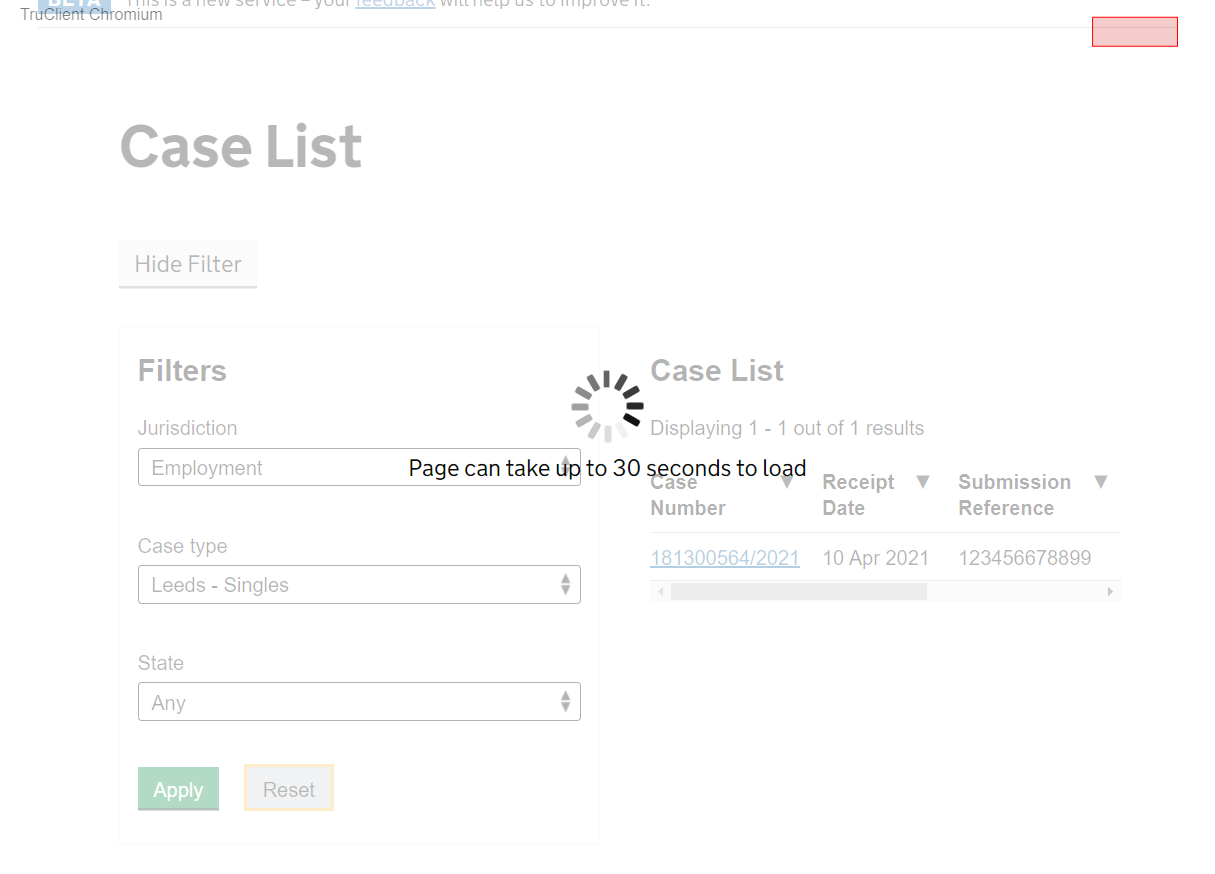 BETA This is a new service – your feedback will help us to improve it.
TruClient Chromium
Case List
Hide Filter
Filters
Jurisdiction
Employment
Case type
Leeds - Singles
State
Any
Apply Reset
Page can take up to 30 seconds to load
Case List
Displaying 1 - 1 out of 1 results
Case Number ▼ Receipt Date ▼ Submission Reference ▼
181300564/2021 10 Apr 2021 123456678899